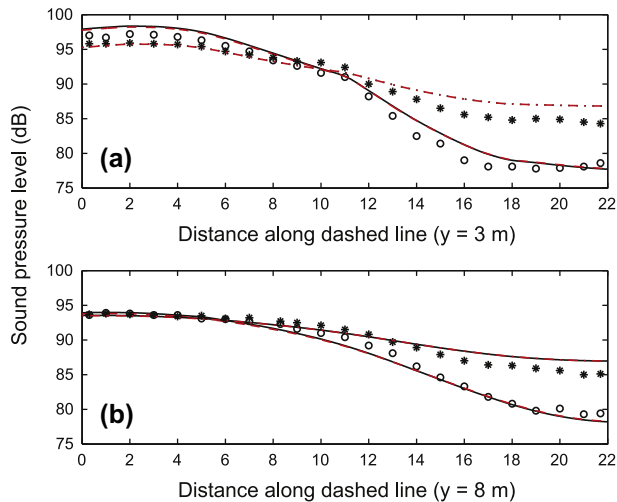 Sound pressure level (dB)
100
95
90
85
80
75
(a)
0 2 4 6 8 10 12 14 16 18 20 22
Distance along dashed line (y = 3 m)
100
95
90
85
80
75
(b)
0 2 4 6 8 10 12 14 16 18 20 22
Distance along dashed line (y = 8 m)